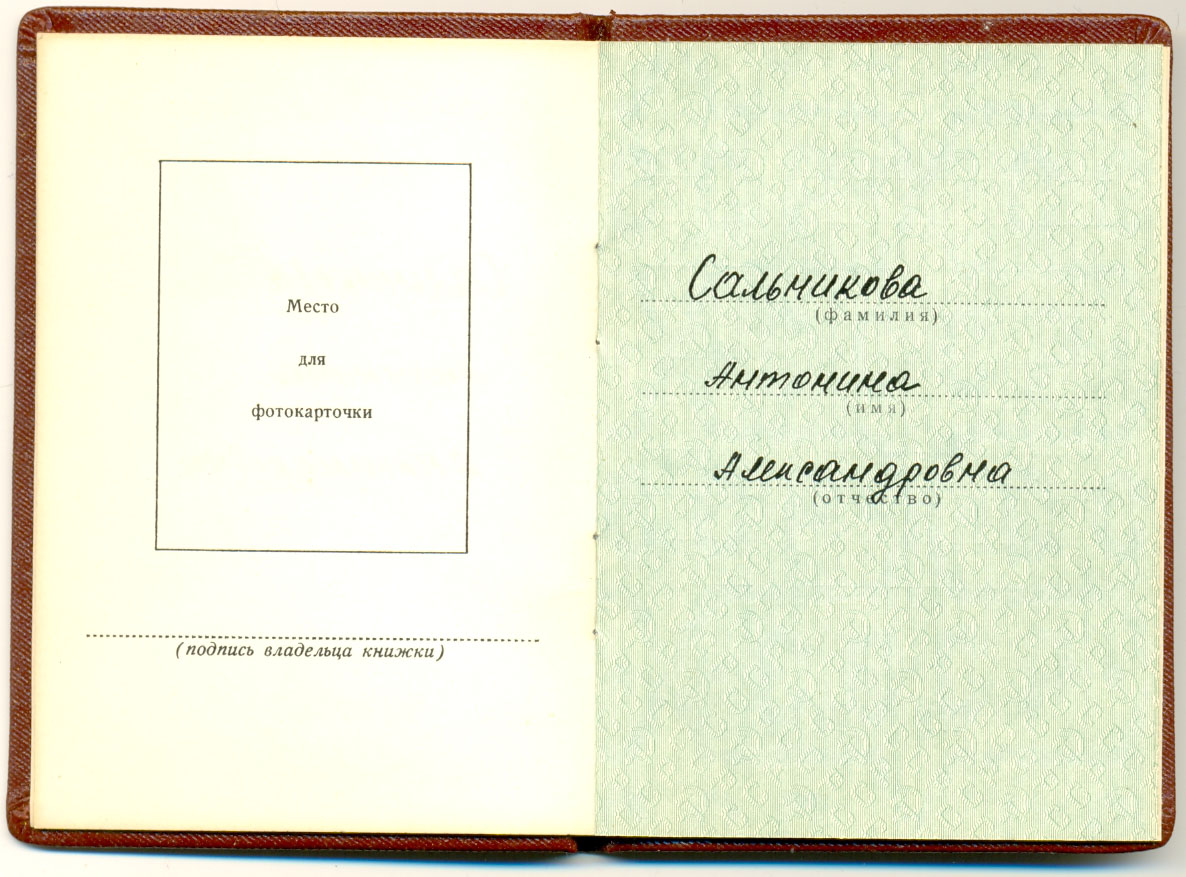 Место
для
фотокарточки
(подпись владельца книжки)
Сальникова
(фамилия)
Антонина
(имя)
Александровна
(отчество)